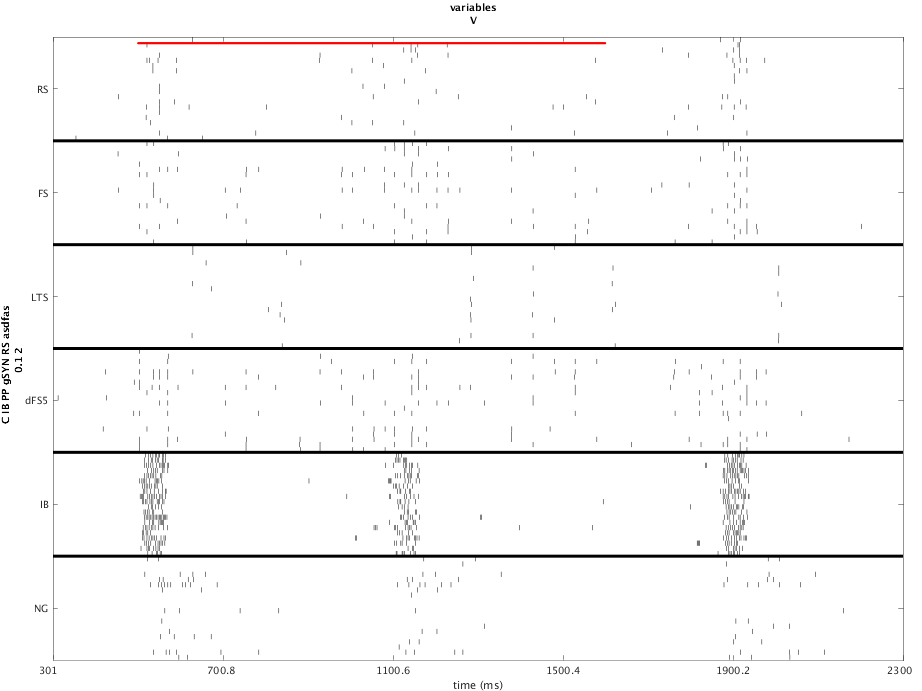 variables
V
RS
FS
LTS
dFS5
IB
NG
C IB PP gSYN RS asdfas
0.1 2
301
700.8
1100.6
1500.4
1900.2
2300
time (ms)